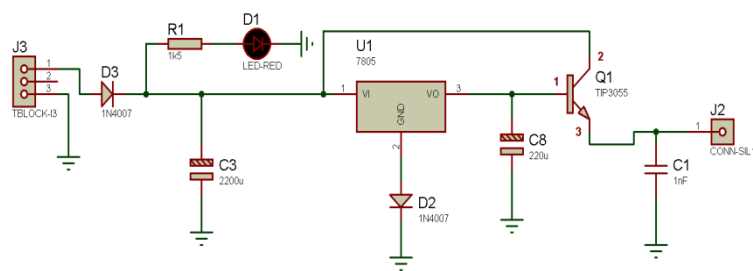 J3
1
2
3
TBLOCK-I3
D3
1N4007
R1
1k5
D1
LED-RED
C3
2200u
U1
7805
1
VI
VO
3
GND
2
D2
1N4007
C8
220u
Q1
TIP3055
1
2
3
C1
1nF
J2
1
CONN-SIL1